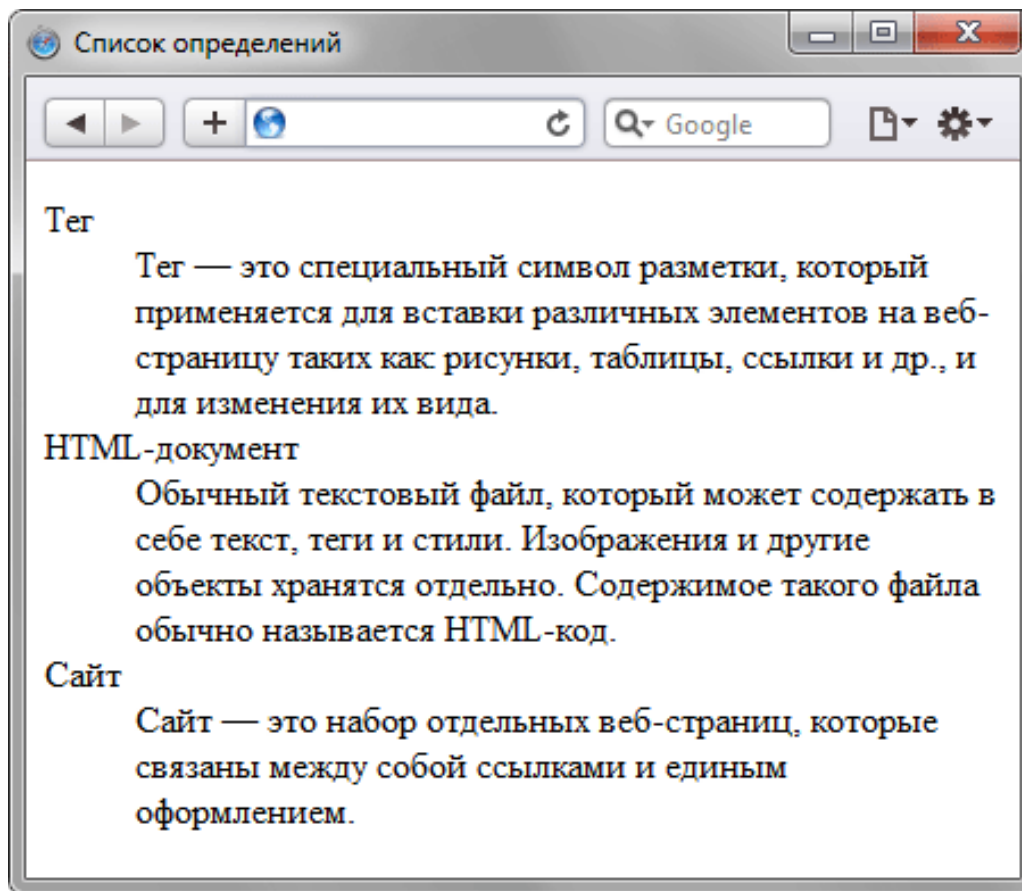 Список определений
Google
Тег
Тег — это специальный символ разметки, который
применяется для вставки различных элементов на веб-
страницу таких как: рисунки, таблицы, ссылки и др., и
для изменения их вида.
HTML-документ
Обычный текстовый файл, который может содержать в
себе текст, теги и стили. Изображения и другие
объекты хранятся отдельно. Содержимое такого файла
обычно называется HTML-код.
Сайт
Сайт — это набор отдельных веб-страниц, которые
связаны между собой ссылками и единым
оформлением.